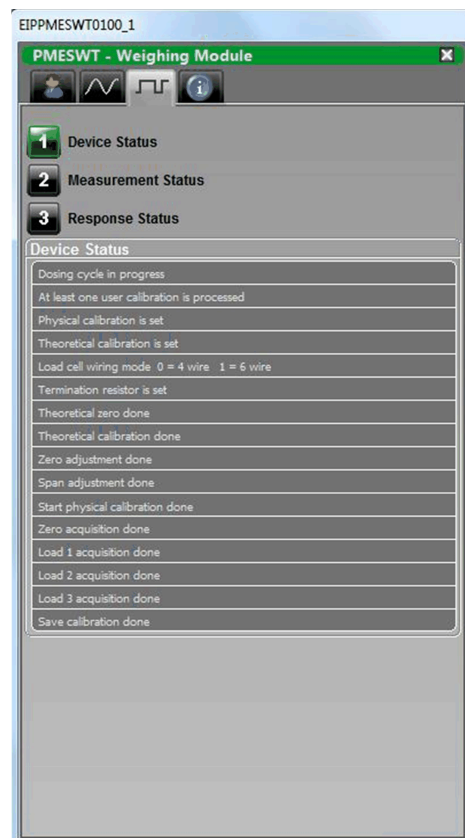 EIPPMESWT0100_1
PMESWT - Weighing Module
1 Device Status
2 Measurement Status
3 Response Status
Device Status
Dosing cycle in progress
At least one user calibration is processed
Physical calibration is set
Theoretical calibration is set
Load cell wiring mode 0 = 4 wire 1 = 6 wire
Termination resistor is set
Theoretical zero done
Theoretical calibration done
Zero adjustment done
Span adjustment done
Start physical calibration done
Zero acquisition done
Load 1 acquisition done
Load 2 acquisition done
Load 3 acquisition done
Save calibration done